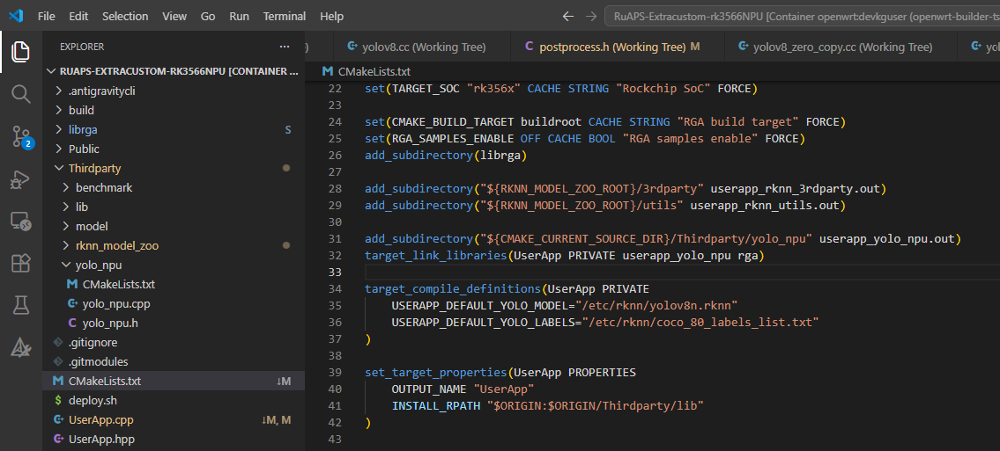 File Edit Selection View Go Run Terminal Help
RuAPS-Extracustom-rk3566NPU [Container openwrt:devkguser (openwrt-builder-ts
EXPLORER
RUAPS-EXTRACUSTOM-RK3566NPU [CONTAINER ...
.antigravitycli
build
librga S
Public
Thirdparty
benchmark
lib
model
rknn_model_zoo
yolo_npu
CMakeLists.txt
yolo_npu.cpp
yolo_npu.h
.gitignore
.gitmodules
CMakeLists.txt ↓M
deploy.sh
UserApp.cpp ↓M, M
UserApp.hpp
2
) yolov8.cc (Working Tree) postprocess.h (Working Tree) M yolov8_zero_copy.cc (Working Tree) yol
CMakeLists.txt
22 set(TARGET_SOC "rk356x" CACHE STRING "Rockchip SoC" FORCE)
23
24 set(CMAKE_BUILD_TARGET buildroot CACHE STRING "RGA build target" FORCE)
25 set(RGA_SAMPLES_ENABLE OFF CACHE BOOL "RGA samples enable" FORCE)
26 add_subdirectory(librga)
27
28 add_subdirectory("${RKNN_MODEL_ZOO_ROOT}/3rdparty" userapp_rknn_3rdparty.out)
29 add_subdirectory("${RKNN_MODEL_ZOO_ROOT}/utils" userapp_rknn_utils.out)
30
31 add_subdirectory("${CMAKE_CURRENT_SOURCE_DIR}/Thirdparty/yolo_npu" userapp_yolo_npu.out)
32 target_link_libraries(UserApp PRIVATE userapp_yolo_npu rga)
33
34 target_compile_definitions(UserApp PRIVATE
35 USERAPP_DEFAULT_YOLO_MODEL="/etc/rknn/yolov8n.rknn"
36 USERAPP_DEFAULT_YOLO_LABELS="/etc/rknn/coco_80_labels_list.txt"
37 )
38
39 set_target_properties(UserApp PROPERTIES
40 OUTPUT_NAME "UserApp"
41 INSTALL_RPATH "$ORIGIN:$ORIGIN/Thirdparty/lib"
42 )
43